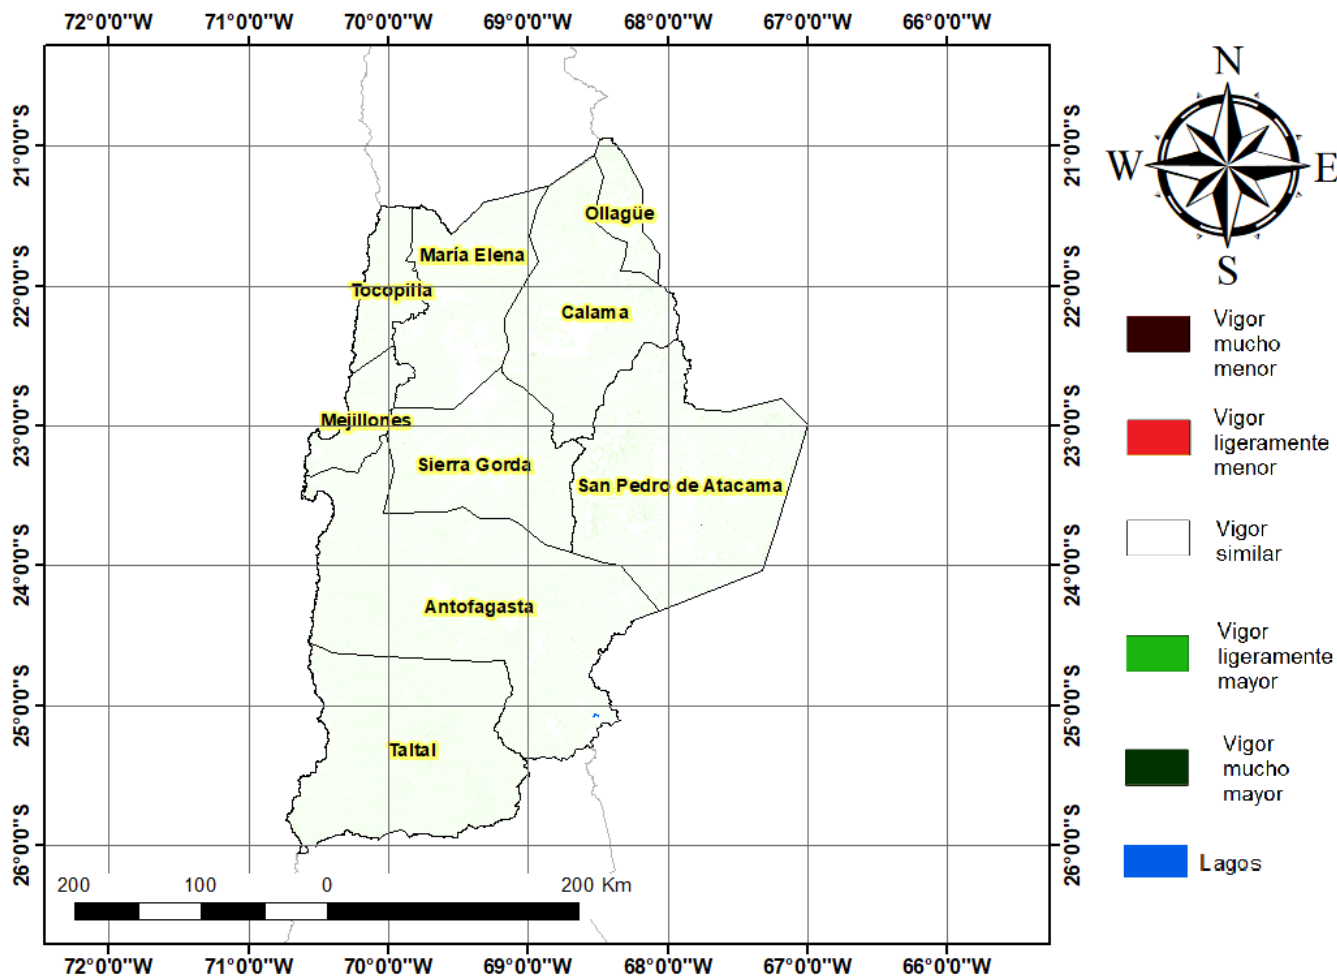 72°0'0"W 71°0'0"W 70°0'0"W 69°0'0"W 68°0'0"W 67°0'0"W 66°0'0"W
21°0'0"S
22°0'0"S
23°0'0"S
24°0'0"S
25°0'0"S
26°0'0"S
Ollagüe
María Elena
Tocopilla
Calama
Mejillones
Sierra Gorda
San Pedro de Atacama
Antofagasta
Taltal
200 100 0 200 Km
21°0'0"S
22°0'0"S
23°0'0"S
24°0'0"S
25°0'0"S
26°0'0"S
72°0'0"W 71°0'0"W 70°0'0"W 69°0'0"W 68°0'0"W 67°0'0"W 66°0'0"W
N
W E
S
Vigor
mucho
menor
Vigor
ligeramente
menor
Vigor
similar
Vigor
ligeramente
mayor
Vigor
mucho
mayor
Lagos